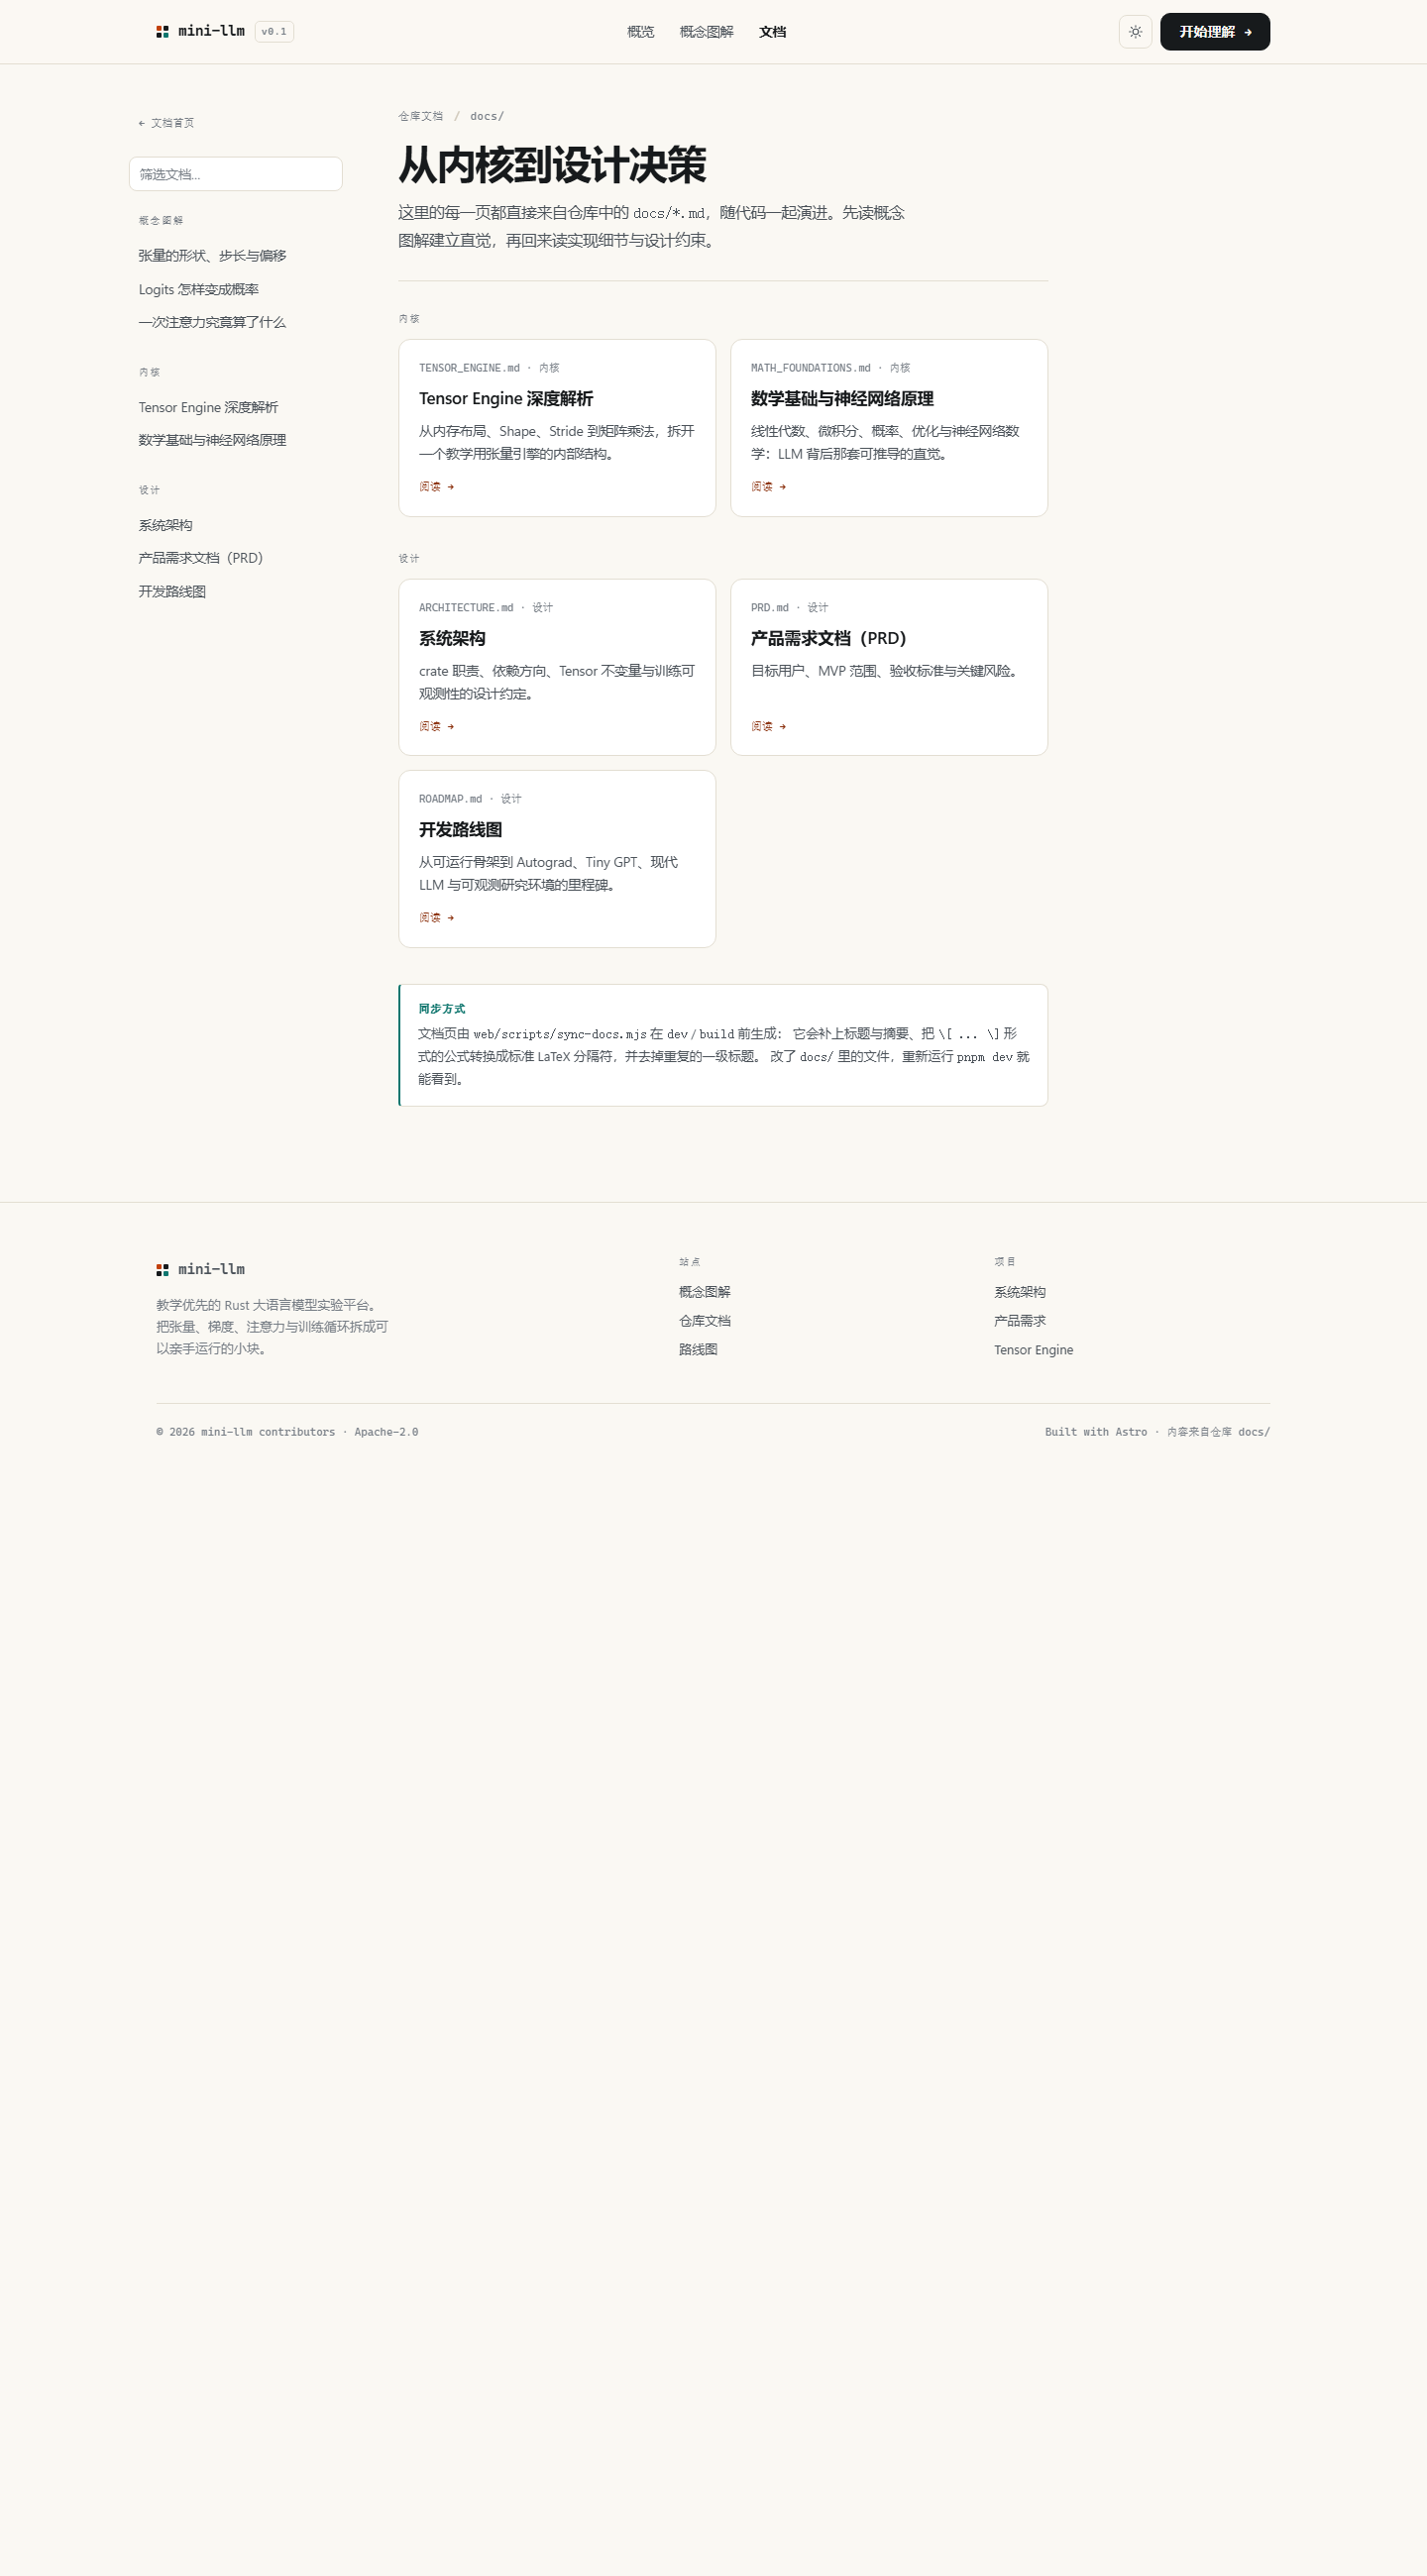 mini-llm v0.1
概览 概念图解 文档
开始理解 →
← 文档首页
筛选文档...
概念图解
张量的形状、步长与偏移
Logits 怎样变成概率
一次注意力究竟算了什么
内核
Tensor Engine 深度解析
数学基础与神经网络原理
设计
系统架构
产品需求文档（PRD）
开发路线图
仓库文档 / docs/
从内核到设计决策
这里的每一页都直接来自仓库中的 docs/*.md，随代码一起演进。先读概念
图解建立直觉，再回来读实现细节与设计约束。
内核
TENSOR_ENGINE.md · 内核
Tensor Engine 深度解析
从内存布局、Shape、Stride 到矩阵乘法，拆开
一个教学用张量引擎的内部结构。
阅读 →
MATH_FOUNDATIONS.md · 内核
数学基础与神经网络原理
线性代数、微积分、概率、优化与神经网络数
学：LLM 背后那套可推导的直觉。
阅读 →
设计
ARCHITECTURE.md · 设计
系统架构
crate 职责、依赖方向、Tensor 不变量与训练可
观测性的设计约定。
阅读 →
PRD.md · 设计
产品需求文档（PRD）
目标用户、MVP 范围、验收标准与关键风险。
阅读 →
ROADMAP.md · 设计
开发路线图
从可运行骨架到 Autograd、Tiny GPT、现代
LLM 与可观测研究环境的里程碑。
阅读 →
同步方式
文档页由 web/scripts/sync-docs.mjs 在 dev / build 前生成： 它会补上标题与摘要、把 \[ ... \] 形
式的公式转换成标准 LaTeX 分隔符，并去掉重复的一级标题。 改了 docs/ 里的文件，重新运行 pnpm dev 就
能看到。
mini-llm
教学优先的 Rust 大语言模型实验平台。
把张量、梯度、注意力与训练循环拆成可
以亲手运行的小块。
站点
概念图解
仓库文档
路线图
项目
系统架构
产品需求
Tensor Engine
© 2026 mini-llm contributors · Apache-2.0
Built with Astro · 内容来自仓库 docs/